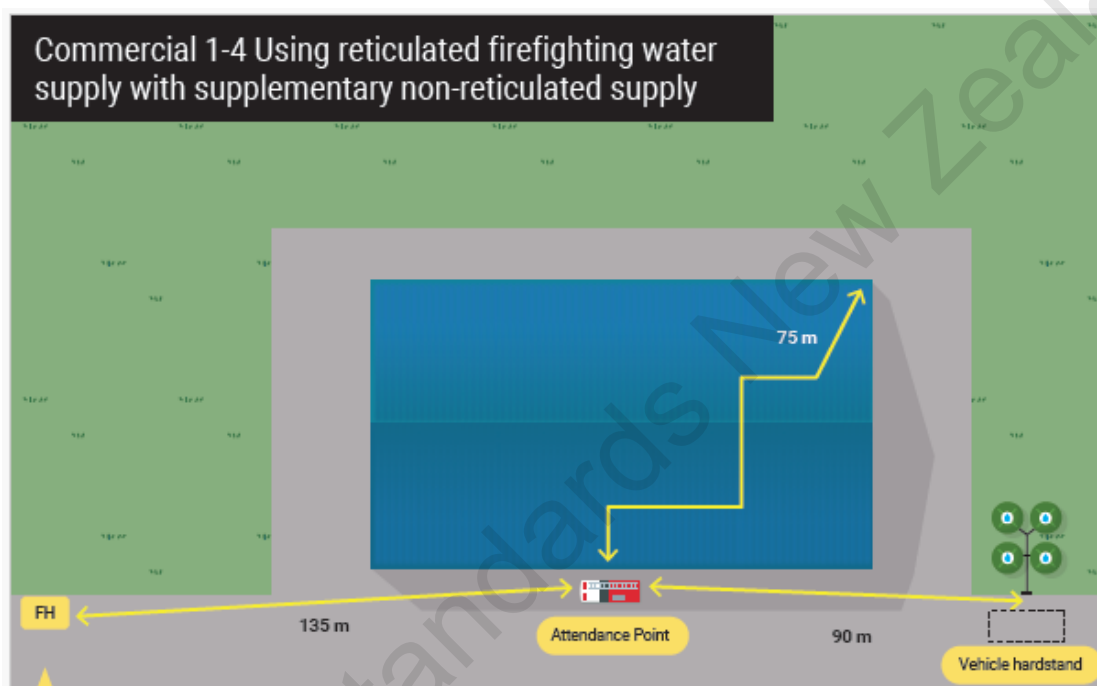 Commercial 1-4 Using reticulated firefighting water
supply with supplementary non-reticulated supply
75 m
FH
135 m
Attendance Point
90 m
Vehicle hardstand
Standards New Zeala